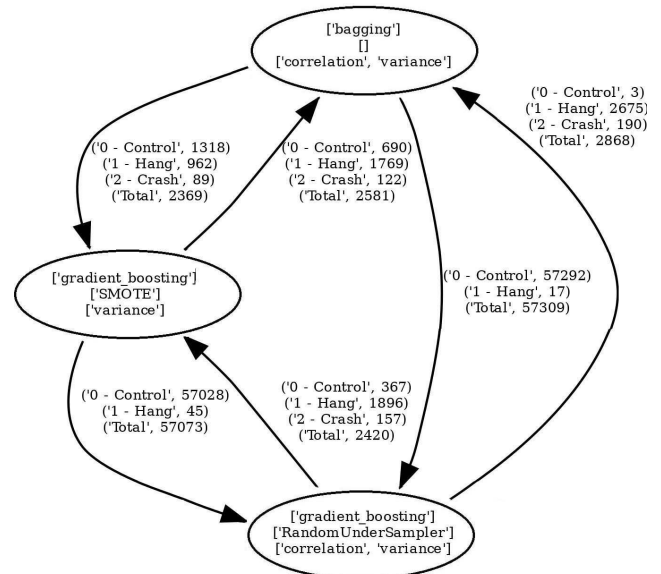 ['bagging']
[]
['correlation', 'variance']
('0 - Control', 3)
('1 - Hang', 2675)
('2 - Crash', 190)
('Total', 2868)
('0 - Control', 1318)
('1 - Hang', 962)
('2 - Crash', 89)
('Total', 2369)
('0 - Control', 690)
('1 - Hang', 1769)
('2 - Crash', 122)
('Total', 2581)
['gradient_boosting']
['SMOTE']
['variance']
('0 - Control', 57292)
('1 - Hang', 17)
('Total', 57309)
('0 - Control', 57028)
('1 - Hang', 45)
('Total', 57073)
('0 - Control', 367)
('1 - Hang', 1896)
('2 - Crash', 157)
('Total', 2420)
['gradient_boosting']
['RandomUnderSampler']
['correlation', 'variance']